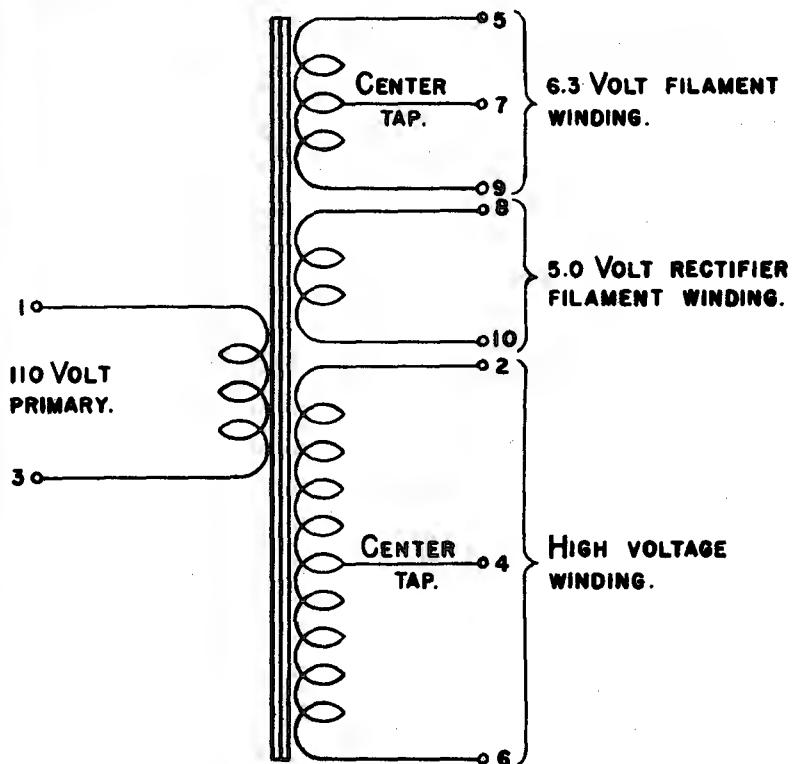 5
CENTER
TAP.
7
6.3 VOLT FILAMENT
WINDING.
9
8
5.0 VOLT RECTIFIER
FILAMENT WINDING.
10
1
110 VOLT
PRIMARY.
3
2
CENTER
TAP.
4
HIGH VOLTAGE
WINDING.
6